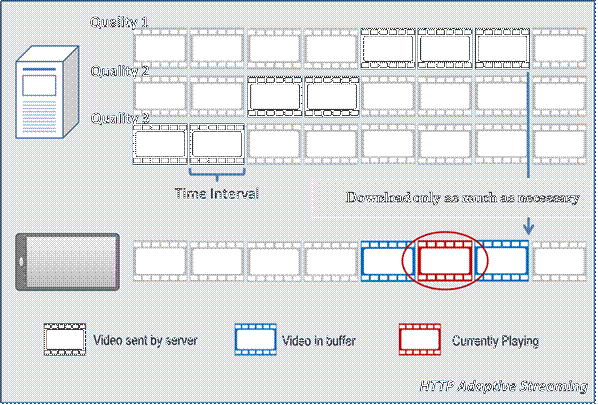 Quality 1
Quality 2
Quality 3
Time Interval
Download only as much as necessary
Video sent by server
Video in buffer
Currently Playing
HTTP Adaptive Streaming